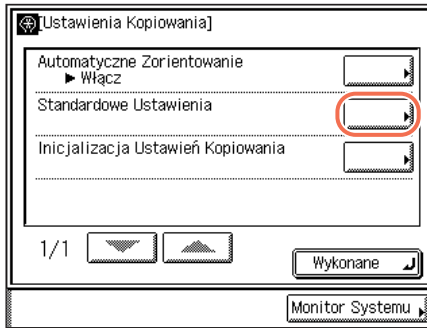 [Ustawienia Kopiowania]
Automatyczne Zorientowanie
► Włącz
Standardowe Ustawienia
Inicjalizacja Ustawień Kopiowania
1/1
Wykonane
Monitor Systemu